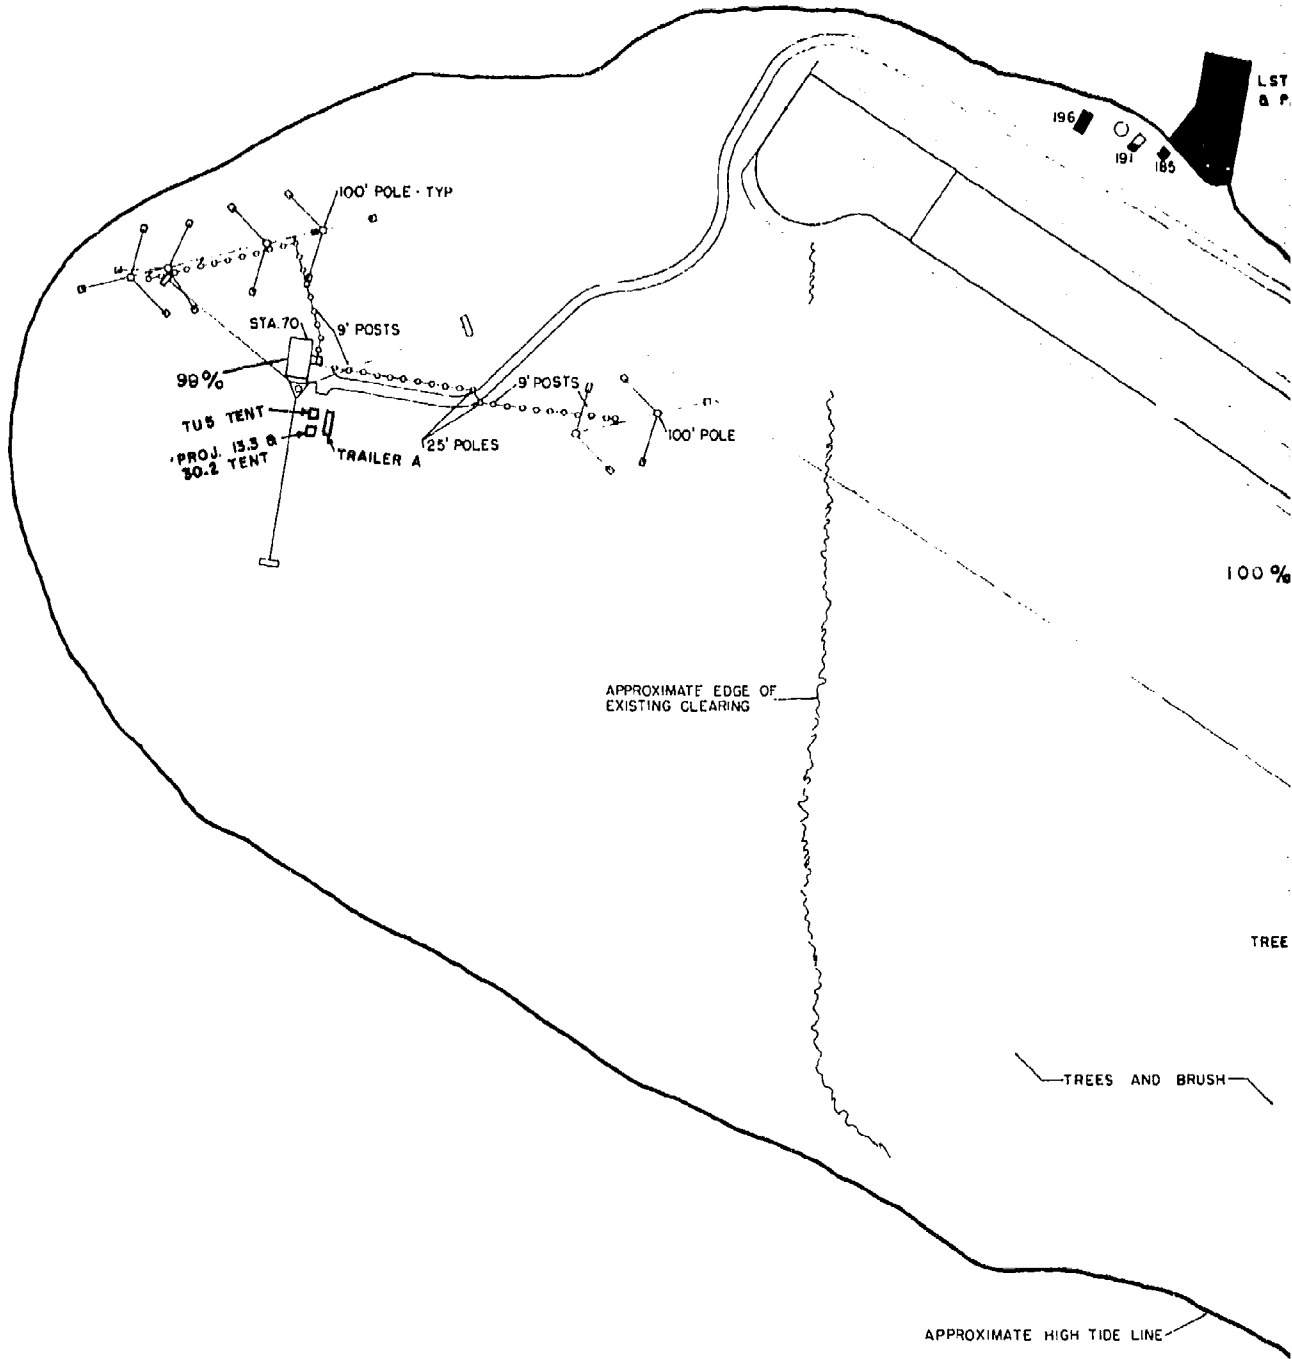 LST
196
191
185
100' POLE - TYP
STA. 70
9' POSTS
99%
9' POSTS
TU5 TENT
PROJ. 13.3 &
30.2 TENT
TRAILER A
25' POLES
100' POLE
100%
APPROXIMATE EDGE OF
EXISTING CLEARING
TREE
TREES AND BRUSH
APPROXIMATE HIGH TIDE LINE